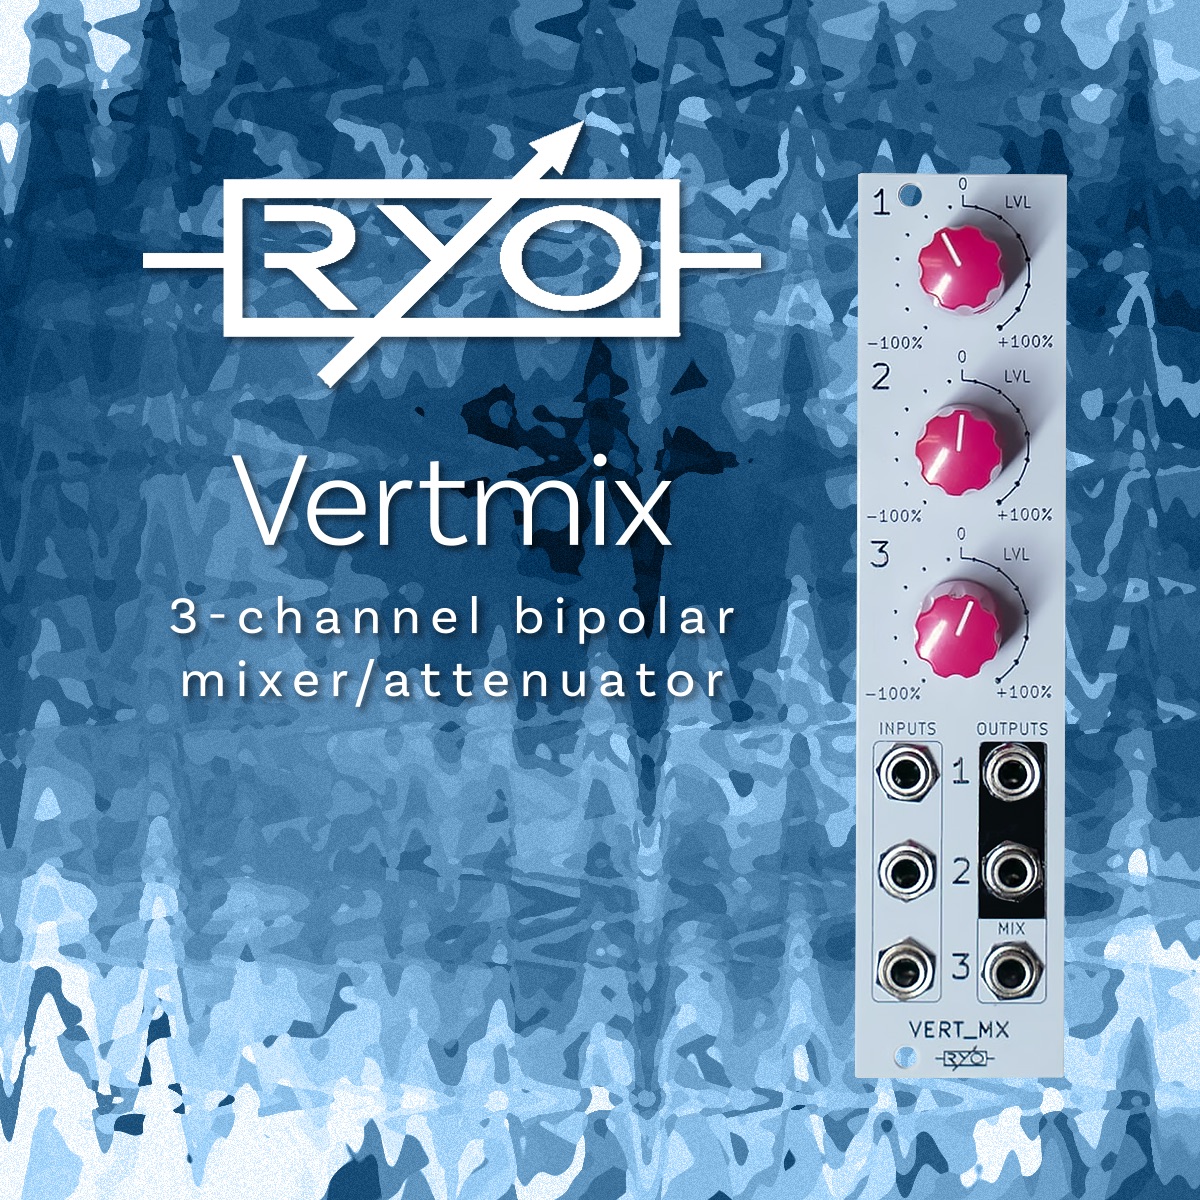 RYO
Vertmix
3-channel bipolar
mixer/attenuator
1
0
LVL
-100%
+100%
2
0
LVL
-100%
+100%
3
0
LVL
-100%
+100%
INPUTS
OUTPUTS
1
2
MIX
3
VERT_MX
RYO